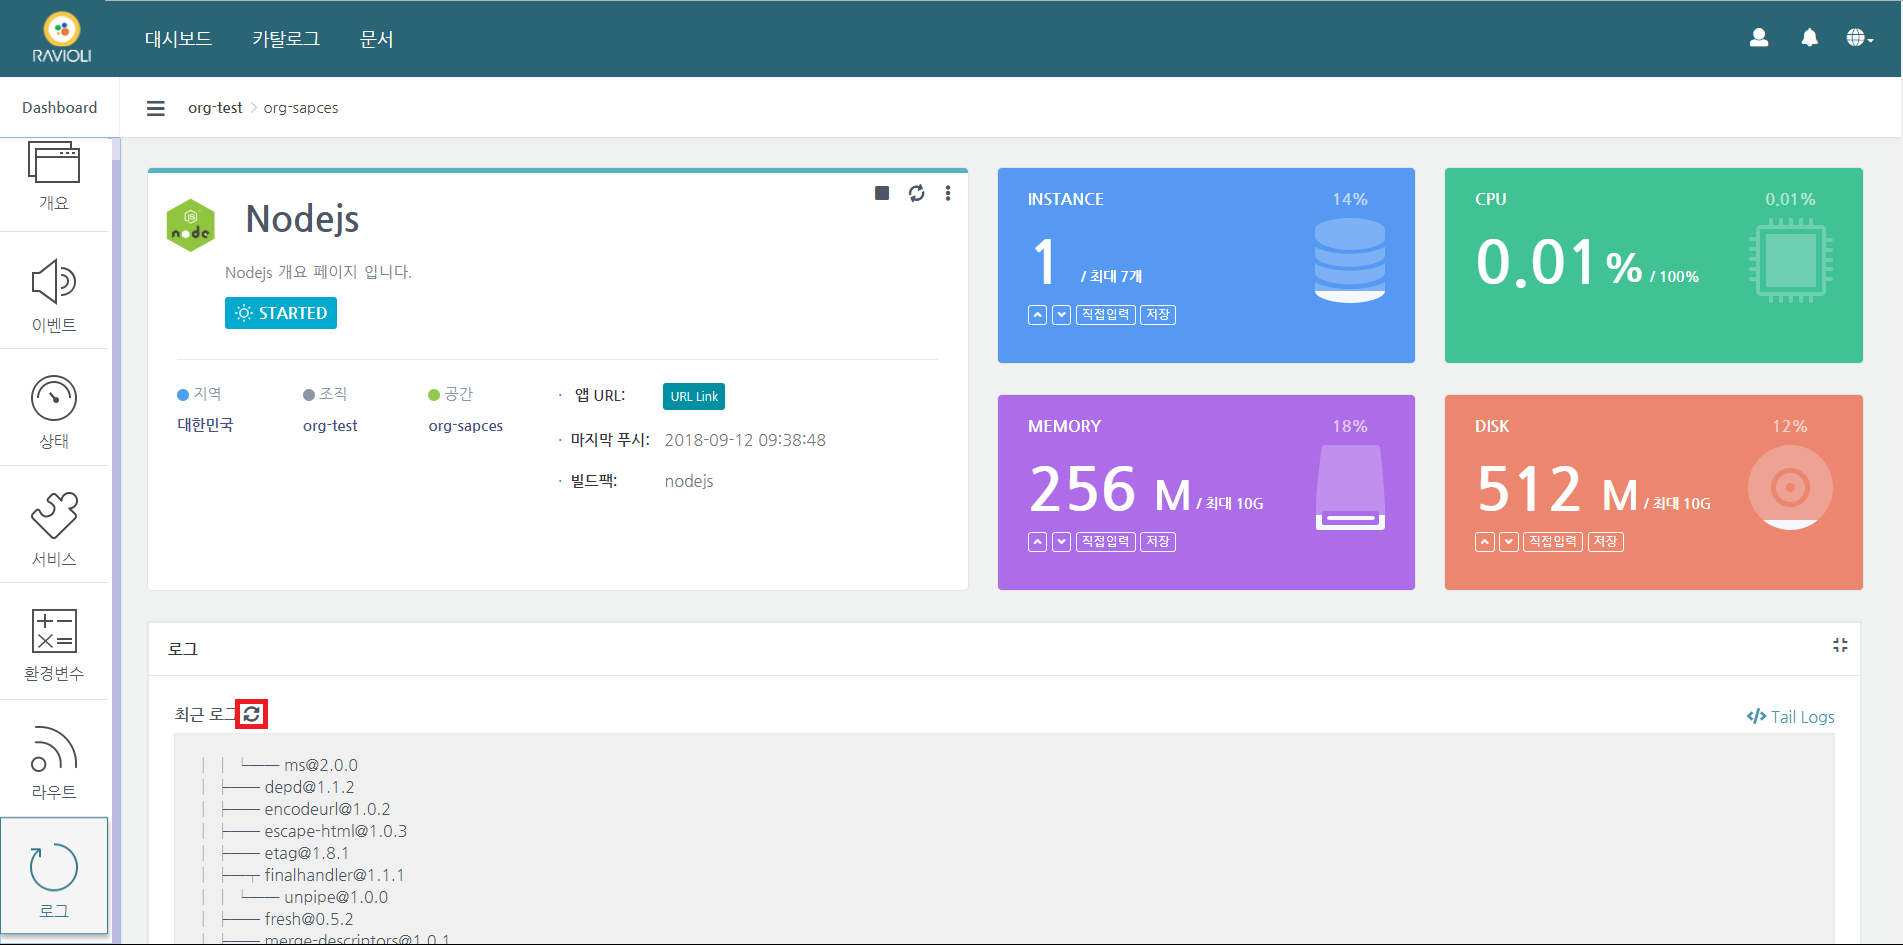 RAVIOLI
대시보드 카탈로그 문서
Dashboard
org-test > org-sapces
개요
이벤트
상태
서비스
환경변수
라우트
로그
JS
node
Nodejs
Nodejs 개요 페이지 입니다.
STARTED
지역
대한민국
조직
org-test
공간
org-sapces
· 앱 URL: URL Link
· 마지막 푸시: 2018-09-12 09:38:48
· 빌드팩: nodejs
INSTANCE 14%
1 / 최대 7개
직접입력 저장
CPU 0.01%
0.01 % / 100%
MEMORY 18%
256 M / 최대 10G
직접입력 저장
DISK 12%
512 M / 최대 10G
직접입력 저장
로그
최근 로그
</> Tail Logs
│ │ └── ms@2.0.0
│ ├── depd@1.1.2
│ ├── encodeurl@1.0.2
│ ├── escape-html@1.0.3
│ ├── etag@1.8.1
│ ├─┬ finalhandler@1.1.1
│ │ └── unpipe@1.0.0
│ ├── fresh@0.5.2
│ ├── merge-descriptors@1.0.1